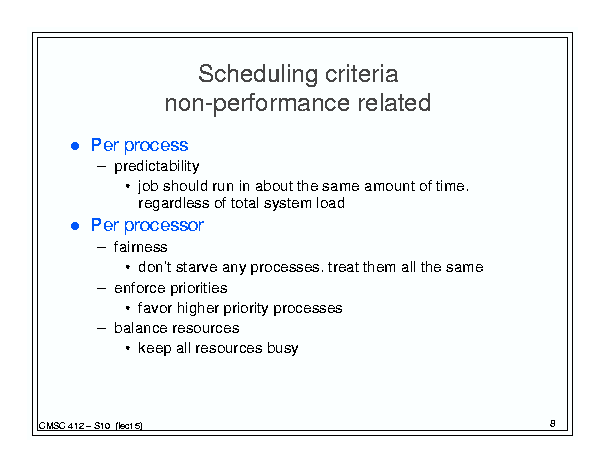 Scheduling criteria
non-performance related
● Per process
– predictability
• job should run in about the same amount of time.
regardless of total system load
● Per processor
– fairness
• don't starve any processes. treat them all the same
– enforce priorities
• favor higher priority processes
– balance resources
• keep all resources busy
CMSC 412 – S10 (lect 5)
8